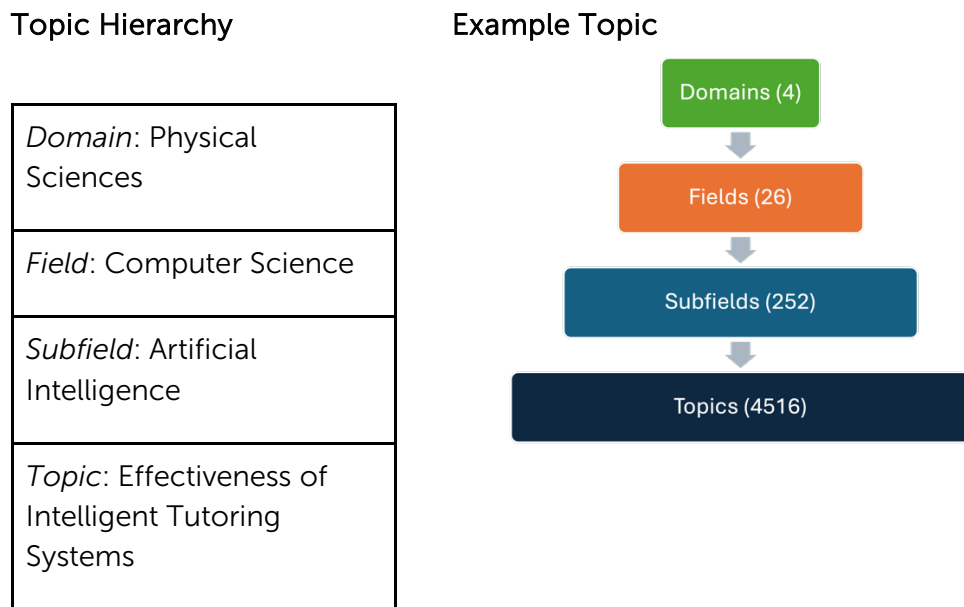 Topic Hierarchy
Domain: Physical
Sciences
Field: Computer Science
Subfield: Artificial
Intelligence
Topic: Effectiveness of
Intelligent Tutoring
Systems
Example Topic
Domains (4)
Fields (26)
Subfields (252)
Topics (4516)